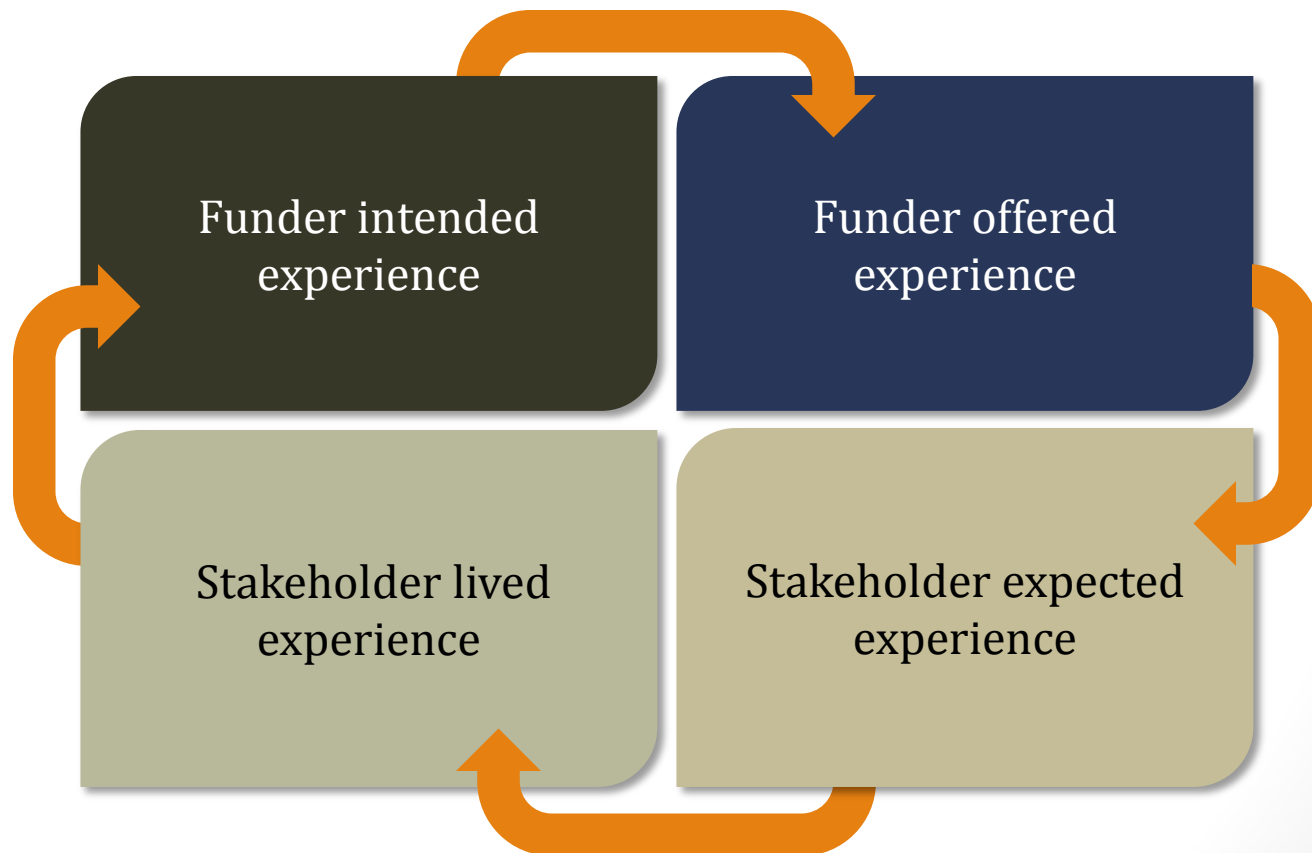 Funder intended
experience
Funder offered
experience
Stakeholder lived
experience
Stakeholder expected
experience